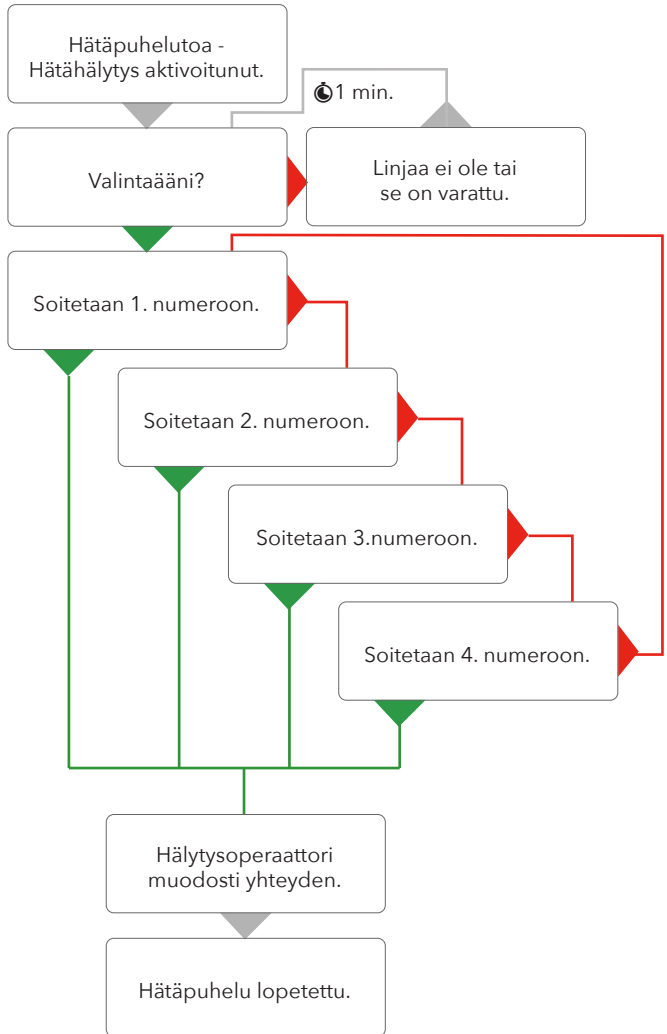 Hätäpuhelutoa -
Hätähälytys aktivoitunut.
1 min.
Valintaääni?
Linjaa ei ole tai
se on varattu.
Soitetaan 1. numeroon.
Soitetaan 2. numeroon.
Soitetaan 3.numeroon.
Soitetaan 4. numeroon.
Hälytysoperaattori
muodosti yhteyden.
Hätäpuhelu lopetettu.